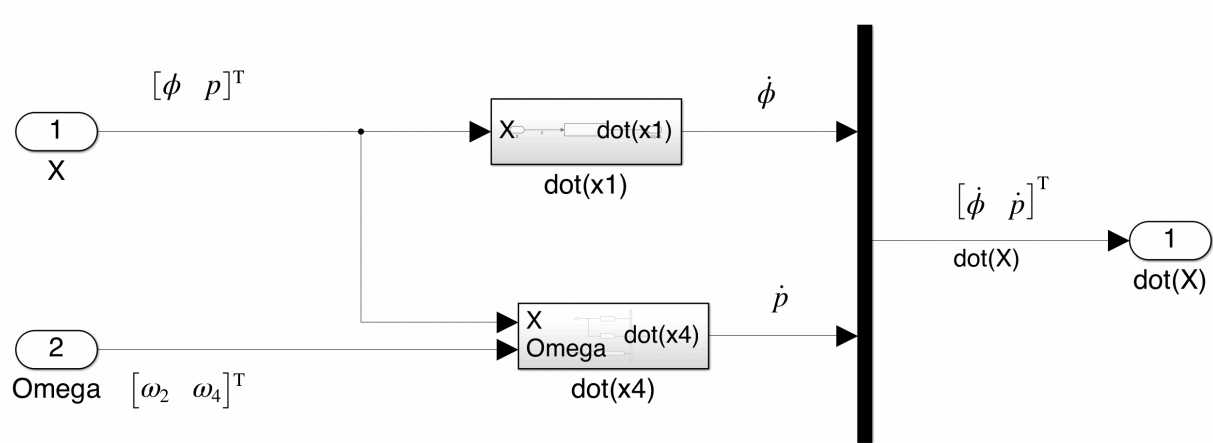 [ϕ p]ᵀ
1
X
X
dot(x1)
dot(x1)
ϕ̇
[ϕ̇ ṗ]ᵀ
dot(X)
1
dot(X)
2
Omega
[ω₂ ω₄]ᵀ
X
Omega
dot(x4)
dot(x4)
ṗ